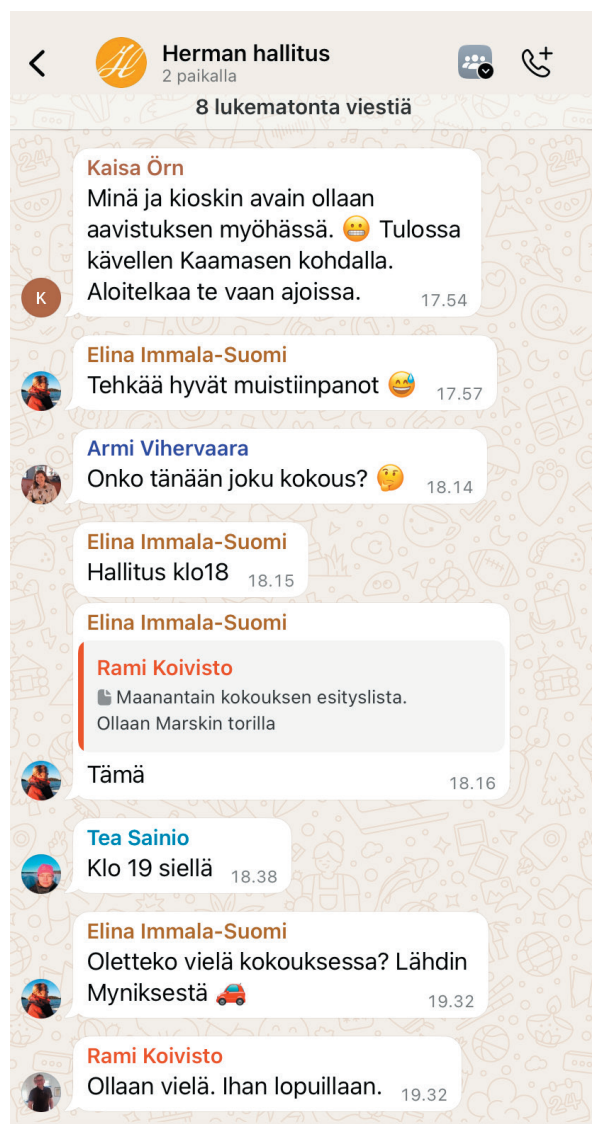 Herman hallitus
2 paikalla
8 lukematonta viestiä
Kaisa Örn
Minä ja kioskin avain ollaan
aavistuksen myöhässä. 😬 Tulossa
kävellen Kaamasen kohdalla.
Aloitelkaa te vaan ajoissa. 17.54
K
Elina Immala-Suomi
Tehkää hyvät muistiinpanot 😅 17.57
Armi Vihervaara
Onko tänään joku kokous? 🤔 18.14
Elina Immala-Suomi
Hallitus klo18 18.15
Elina Immala-Suomi
Rami Koivisto
Maanantain kokouksen esityslista.
Ollaan Marskin torilla
Tämä 18.16
Tea Sainio
Klo 19 siellä 18.38
Elina Immala-Suomi
Oletteko vielä kokouksessa? Lähdin
Myniksestä 🚗 19.32
Rami Koivisto
Ollaan vielä. Ihan lopuillaan. 19.32